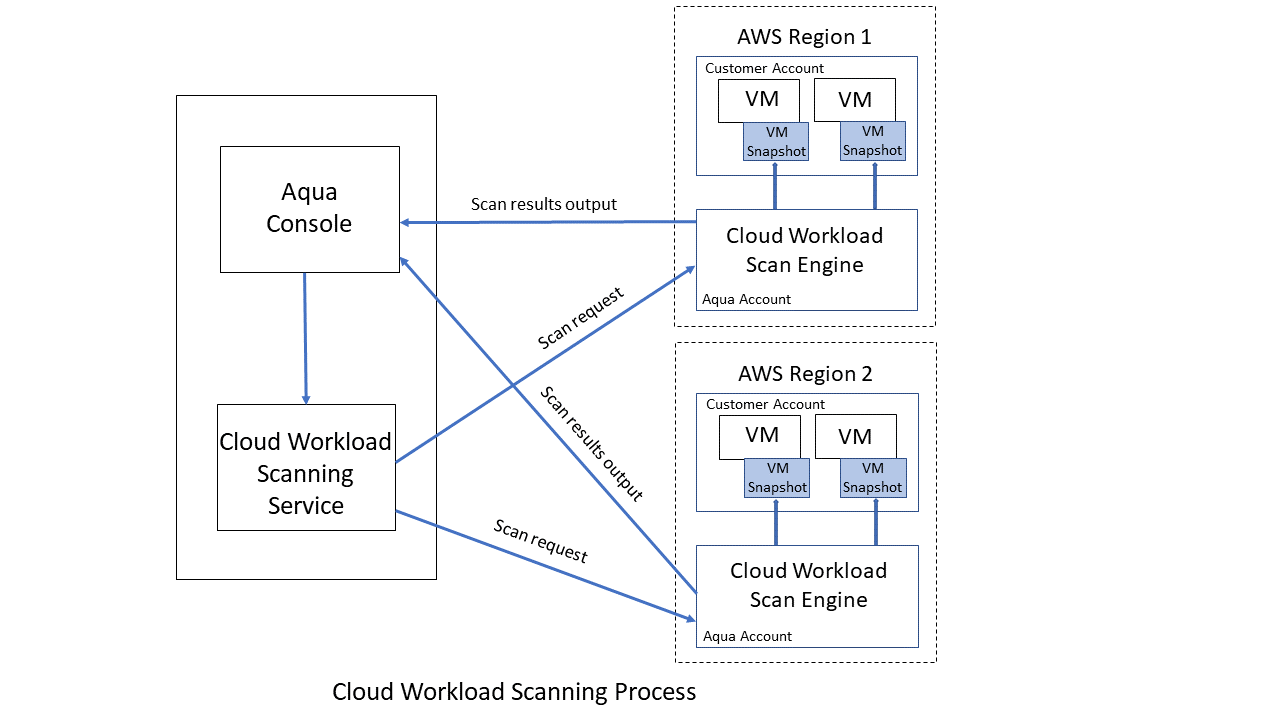 AWS Region 1
Customer Account
VM
VM
VM
Snapshot
VM
Snapshot
Aqua
Console
Scan results output
Cloud Workload
Scan Engine
Aqua Account
Scan request
AWS Region 2
Customer Account
VM
VM
VM
Snapshot
VM
Snapshot
Scan results output
Cloud Workload
Scanning
Service
Scan request
Cloud Workload
Scan Engine
Aqua Account
Cloud Workload Scanning Process